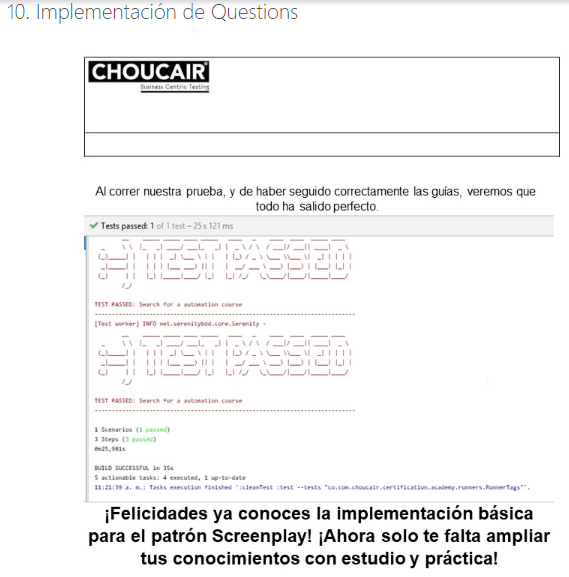 10. Implementación de Questions
CHOUCAIR
Business Centric Testing
Al correr nuestra prueba, y de haber seguido correctamente las guías, veremos que
todo ha salido perfecto.
Tests passed: 1 of 1 test – 25 s 121 ms
:) TEST PASSED
TEST PASSED: Search for a automation course
--------------------------------------------------------------
[Test worker] INFO net.serenitybdd.core.Serenity -
:) TEST PASSED
TEST PASSED: Search for a automation course
--------------------------------------------------------------
1 Scenarios (1 passed)
3 Steps (3 passed)
0m25,981s
BUILD SUCCESSFUL in 35s
5 actionable tasks: 4 executed, 1 up-to-date
11:21:39 a. m.: Tasks execution finished ':cleanTest :test --tests "co.com.choucair.certification.academy.runners.RunnerTags"'.
¡Felicidades ya conoces la implementación básica
para el patrón Screenplay! ¡Ahora solo te falta ampliar
tus conocimientos con estudio y práctica!